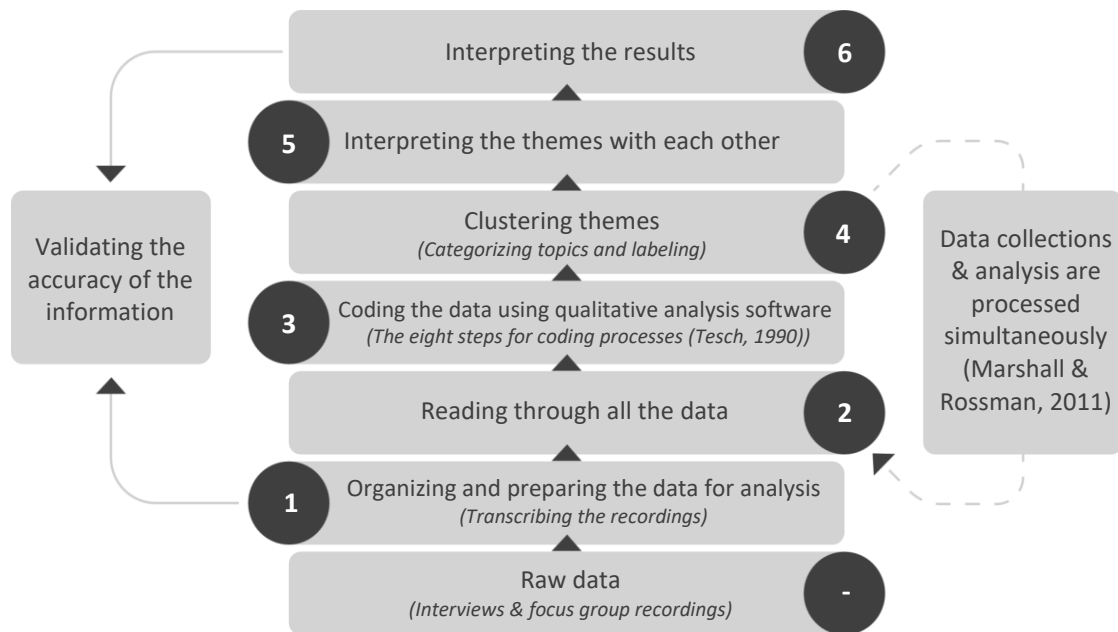 Interpreting the results
6
5
Interpreting the themes with each other
Clustering themes
(Categorizing topics and labeling)
4
3
Coding the data using qualitative analysis software
(The eight steps for coding processes (Tesch, 1990))
Reading through all the data
2
1
Organizing and preparing the data for analysis
(Transcribing the recordings)
Raw data
(Interviews & focus group recordings)
-
Validating the
accuracy of the
information
Data collections
& analysis are
processed
simultaneously
(Marshall &
Rossman, 2011)